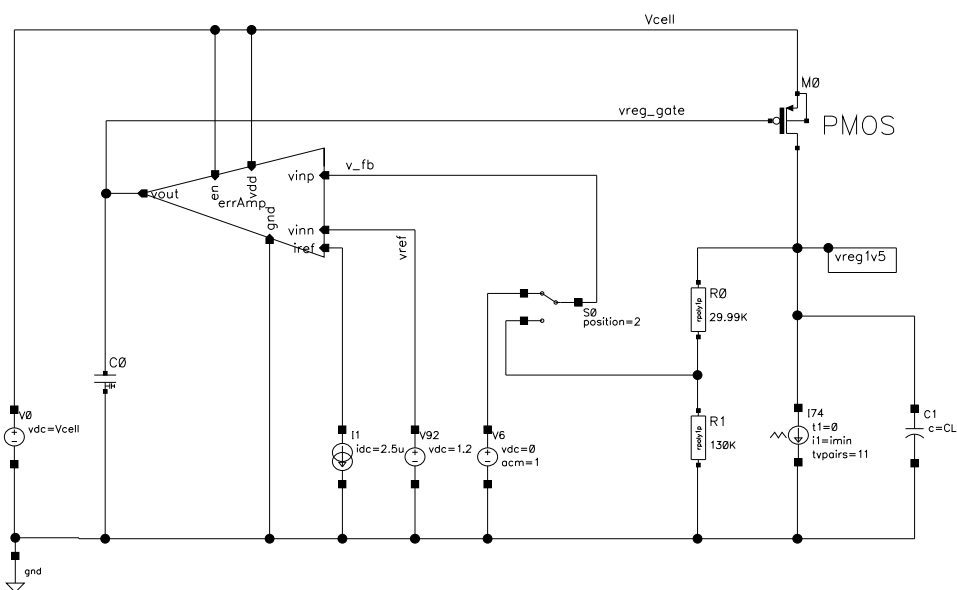 Vcell
M0
vreg_gate
PMOS
v_fb
vinp
en
vdd
vout
errAmp
gnd
vinn
iref
vref
vreg1v5
R0
rpoly1p
29.99K
S0
position=2
C0
I74
t1=0
i1=imin
tvpairs=11
C1
c=CL
V0
vdc=Vcell
I1
idc=2.5u
V92
vdc=1.2
V6
vdc=0
acm=1
R1
rpoly1p
130K
gnd